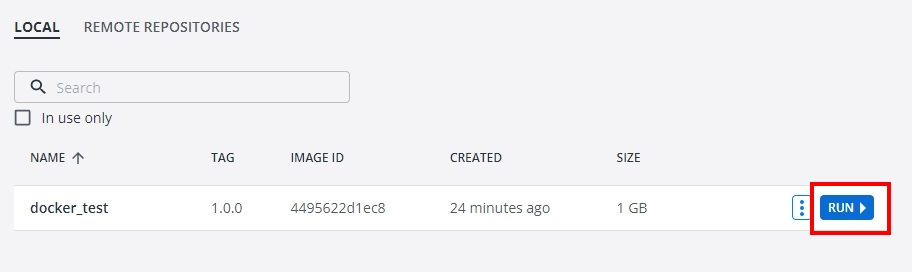 LOCAL REMOTE REPOSITORIES
Search
In use only
NAME TAG IMAGE ID CREATED SIZE
docker_test 1.0.0 4495622d1ec8 24 minutes ago 1 GB RUN